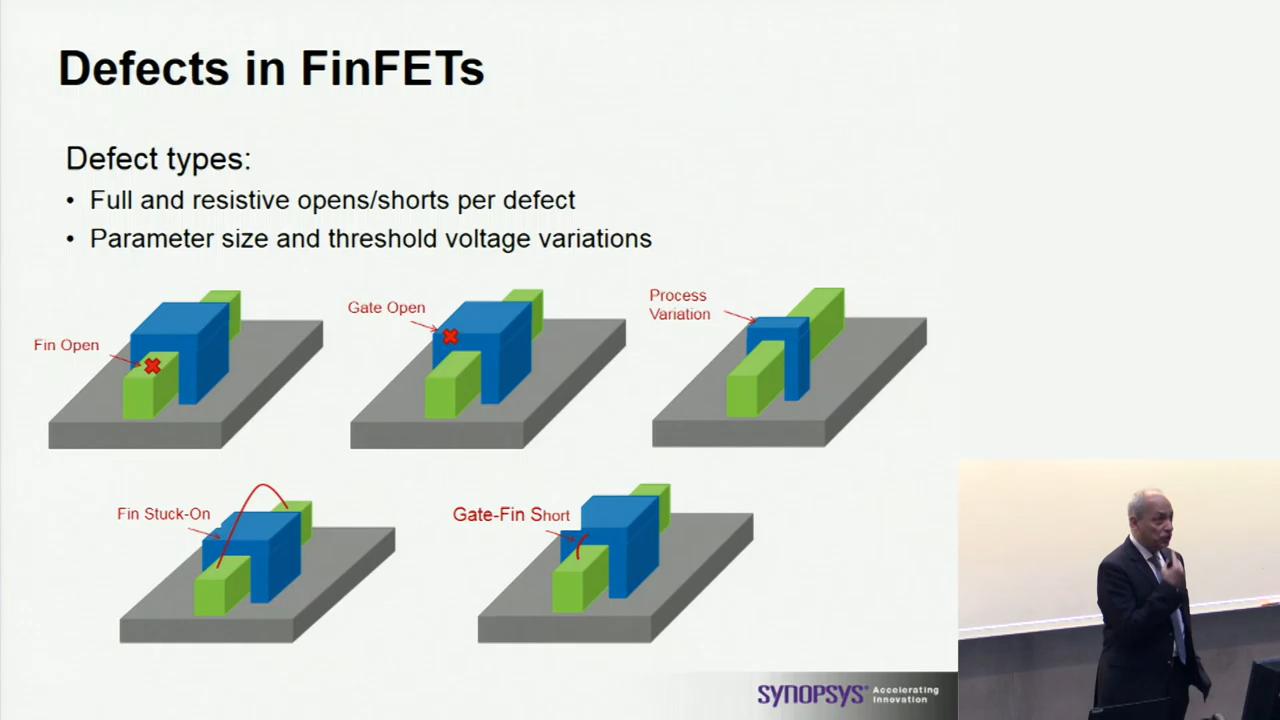 Defects in FinFETs
Defect types:
• Full and resistive opens/shorts per defect
• Parameter size and threshold voltage variations
Fin Open
Gate Open
Process
Variation
Fin Stuck-On
Gate-Fin Short
SYNOPSYS®
Accelerating
Innovation